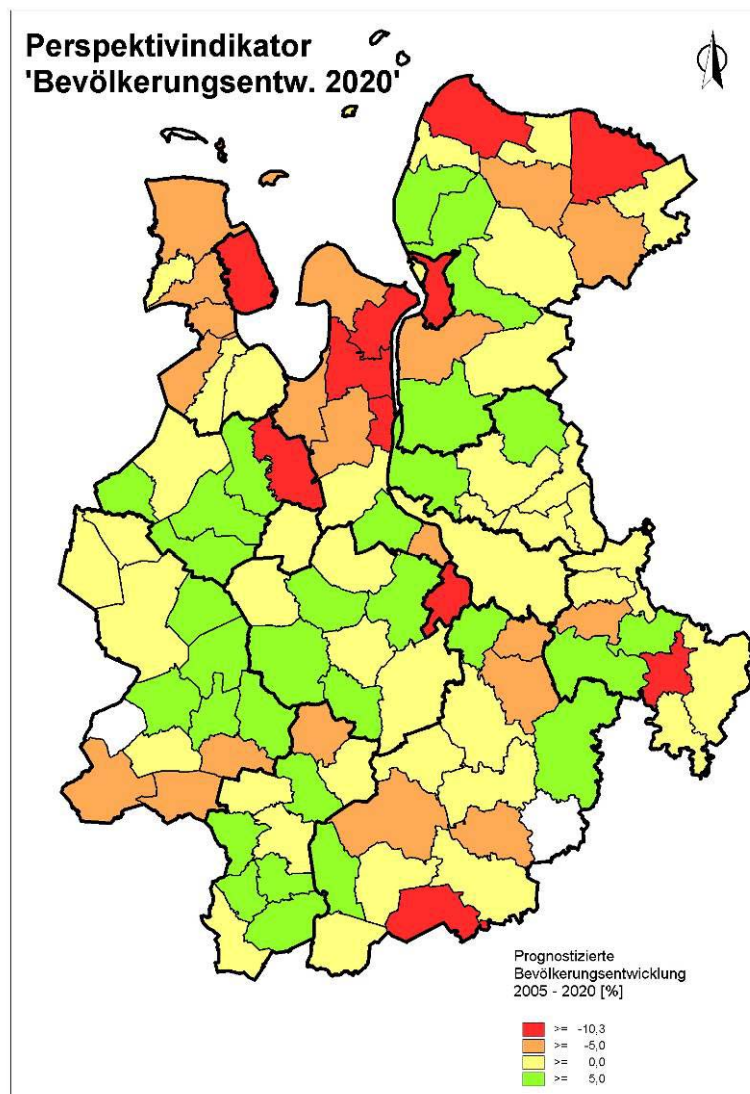 Perspektivindikator
'Bevölkerungsentw. 2020'
Prognostizierte
Bevölkerungsentwicklung
2005 - 2020 [%]
>= -10,3
>= -5,0
>= 0,0
>= 5,0